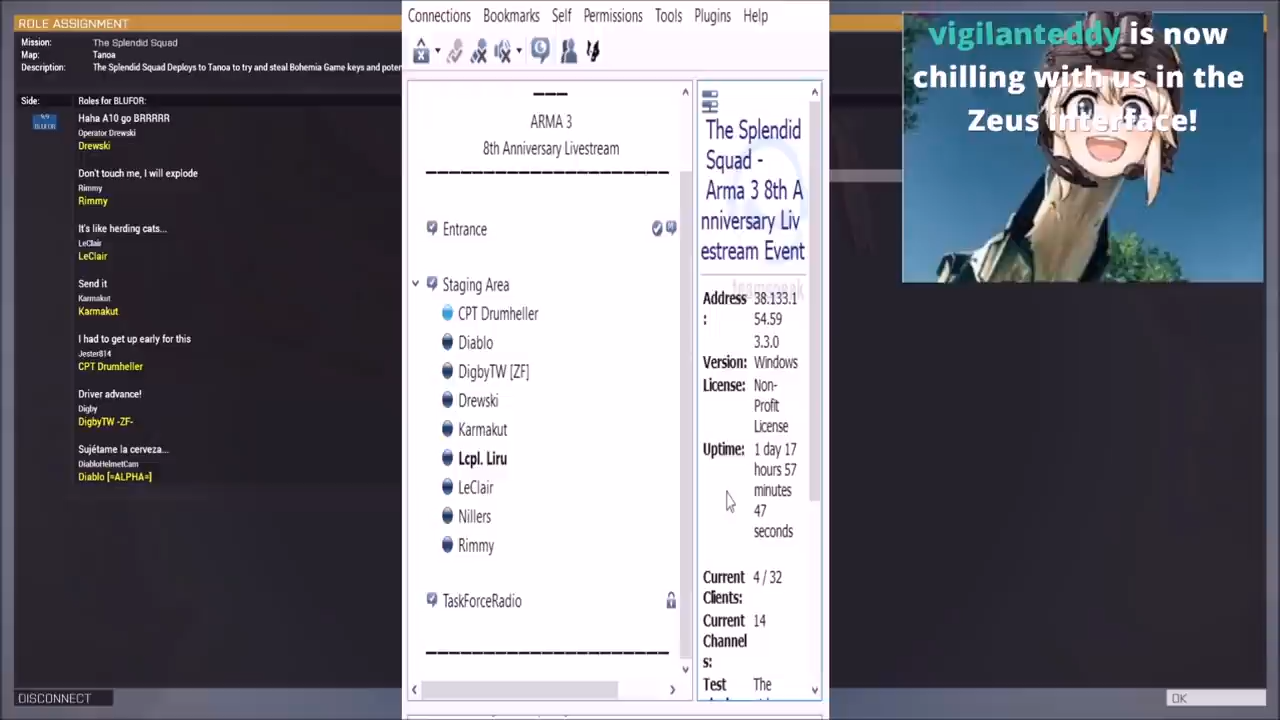 ROLE ASSIGNMENT
Mission: The Splendid Squad
Map: Tanoa
Description: The Splendid Squad Deploys to Tanoa to try and steal Bohemia Game keys and poten
Side: Roles for BLUFOR:
BLUFOR
Haha A10 go BRRRRR
Operator Drewski
Drewski
Don't touch me, I will explode
Rimmy
Rimmy
It's like herding cats...
LeClair
LeClair
Send it
Karmakut
Karmakut
I had to get up early for this
Jester814
CPT Drumheller
Driver advance!
Digby
DigbyTW -ZF-
Sujétame la cerveza...
DiabloHelmetCam
Diablo [=ALPHA=]
DISCONNECT
Connections Bookmarks Self Permissions Tools Plugins Help
ARMA 3
8th Anniversary Livestream
Entrance
Staging Area
CPT Drumheller
Diablo
DigbyTW [ZF]
Drewski
Karmakut
Lcpl. Liru
LeClair
Nillers
Rimmy
TaskForceRadio
The Splendid
Squad -
Arma 3 8th A
nniversary Liv
estream Event
teamspeak
Address 38.133.1
: 54.59
3.3.0
Version: Windows
License: Non-
Profit
License
Uptime: 1 day 17
hours 57
minutes
47
seconds
Current 4 / 32
Clients:
Current 14
Channel
s:
Test The
vigilanteddy is now
chilling with us in the
Zeus interface!
OK